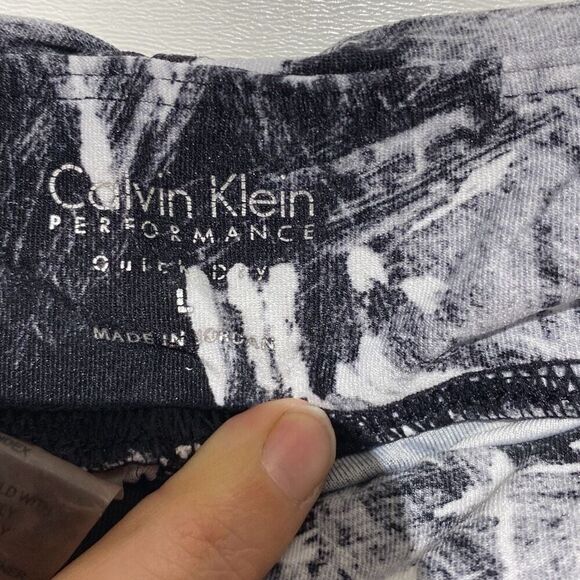 Calvin Klein
PERFORMANCE
Quick Dry
L
MADE IN JORDAN